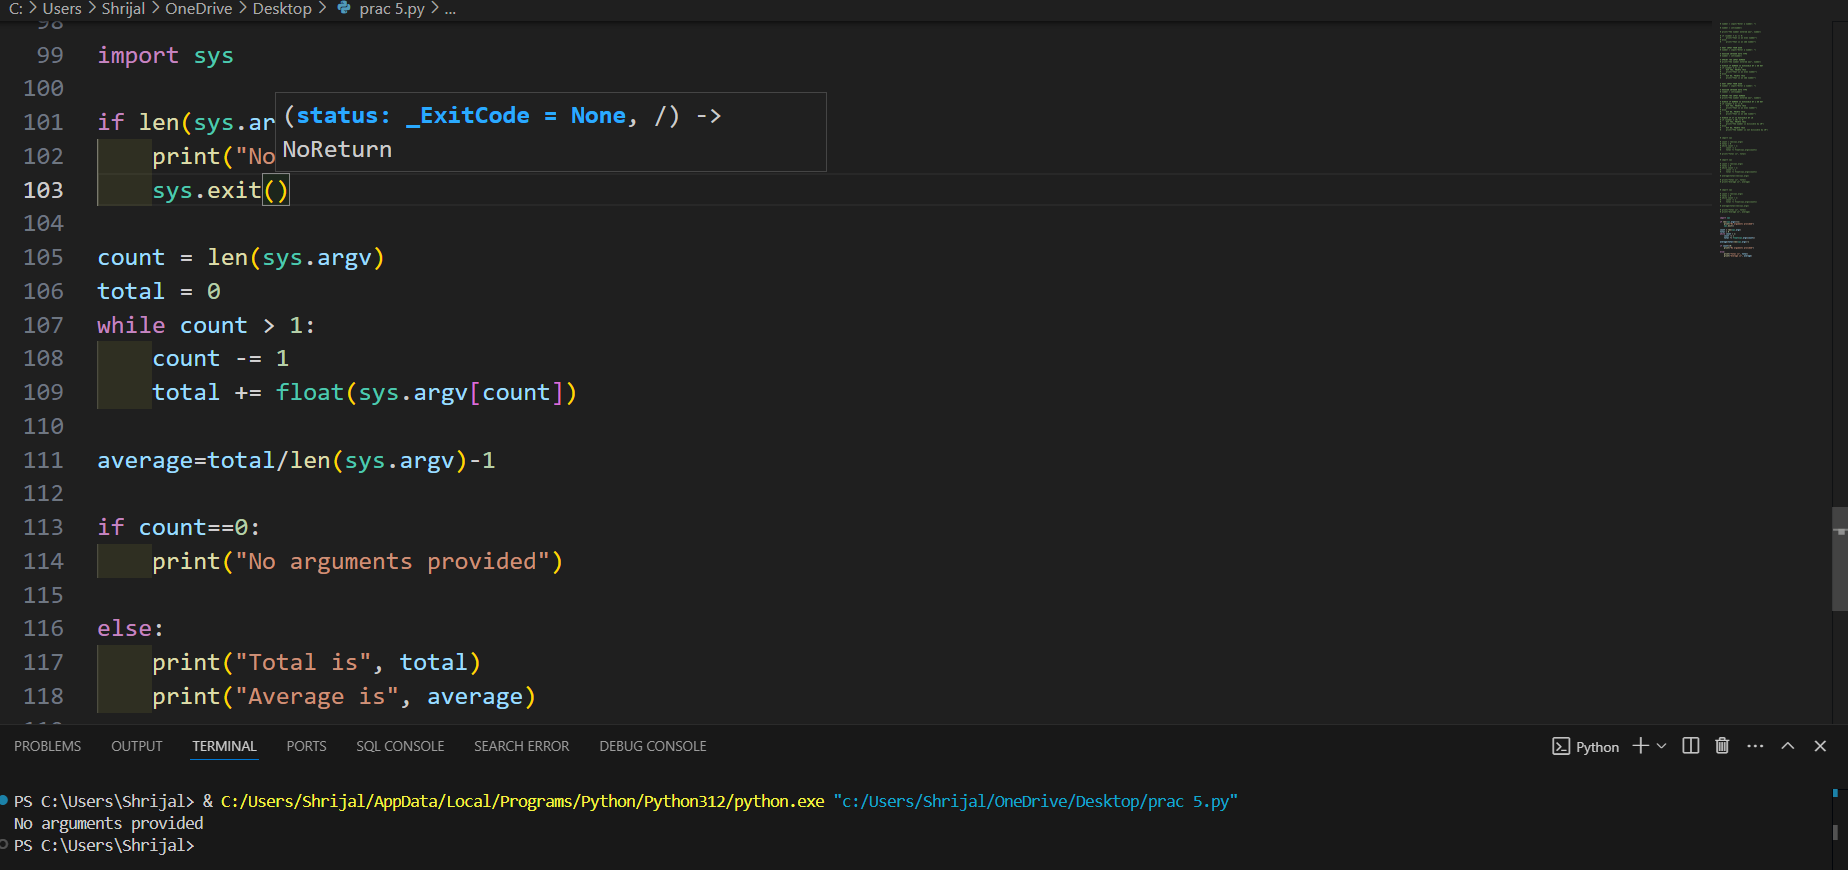 C: > Users > Shrijal > OneDrive > Desktop > prac 5.py > ...
98
99 import sys
100
101 if len(sys.ar
(status: _ExitCode = None, /) ->
102 print("No
NoReturn
103 sys.exit()
104
105 count = len(sys.argv)
106 total = 0
107 while count > 1:
108 count -= 1
109 total += float(sys.argv[count])
110
111 average=total/len(sys.argv)-1
112
113 if count==0:
114 print("No arguments provided")
115
116 else:
117 print("Total is", total)
118 print("Average is", average)
PROBLEMS OUTPUT TERMINAL PORTS SQL CONSOLE SEARCH ERROR DEBUG CONSOLE Python
PS C:\Users\Shrijal> & C:/Users/Shrijal/AppData/Local/Programs/Python/Python312/python.exe "c:/Users/Shrijal/OneDrive/Desktop/prac 5.py"
No arguments provided
PS C:\Users\Shrijal>